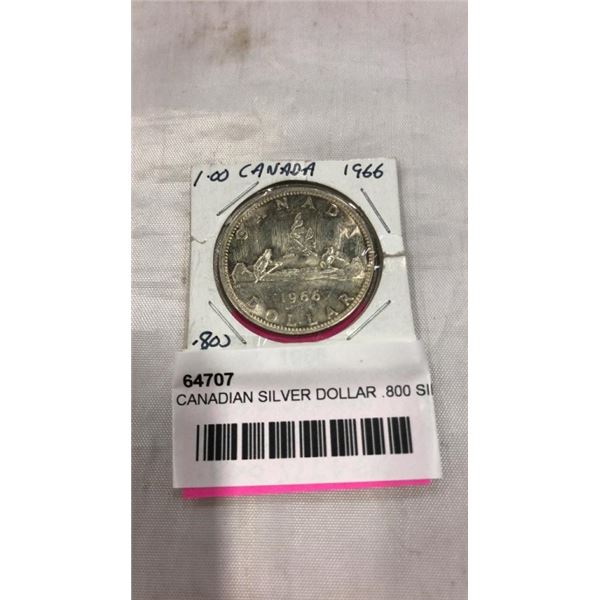 1.00 CANADA 1966
CANADA
1966
DOLLAR
.800
64707
CANADIAN SILVER DOLLAR .800 SI